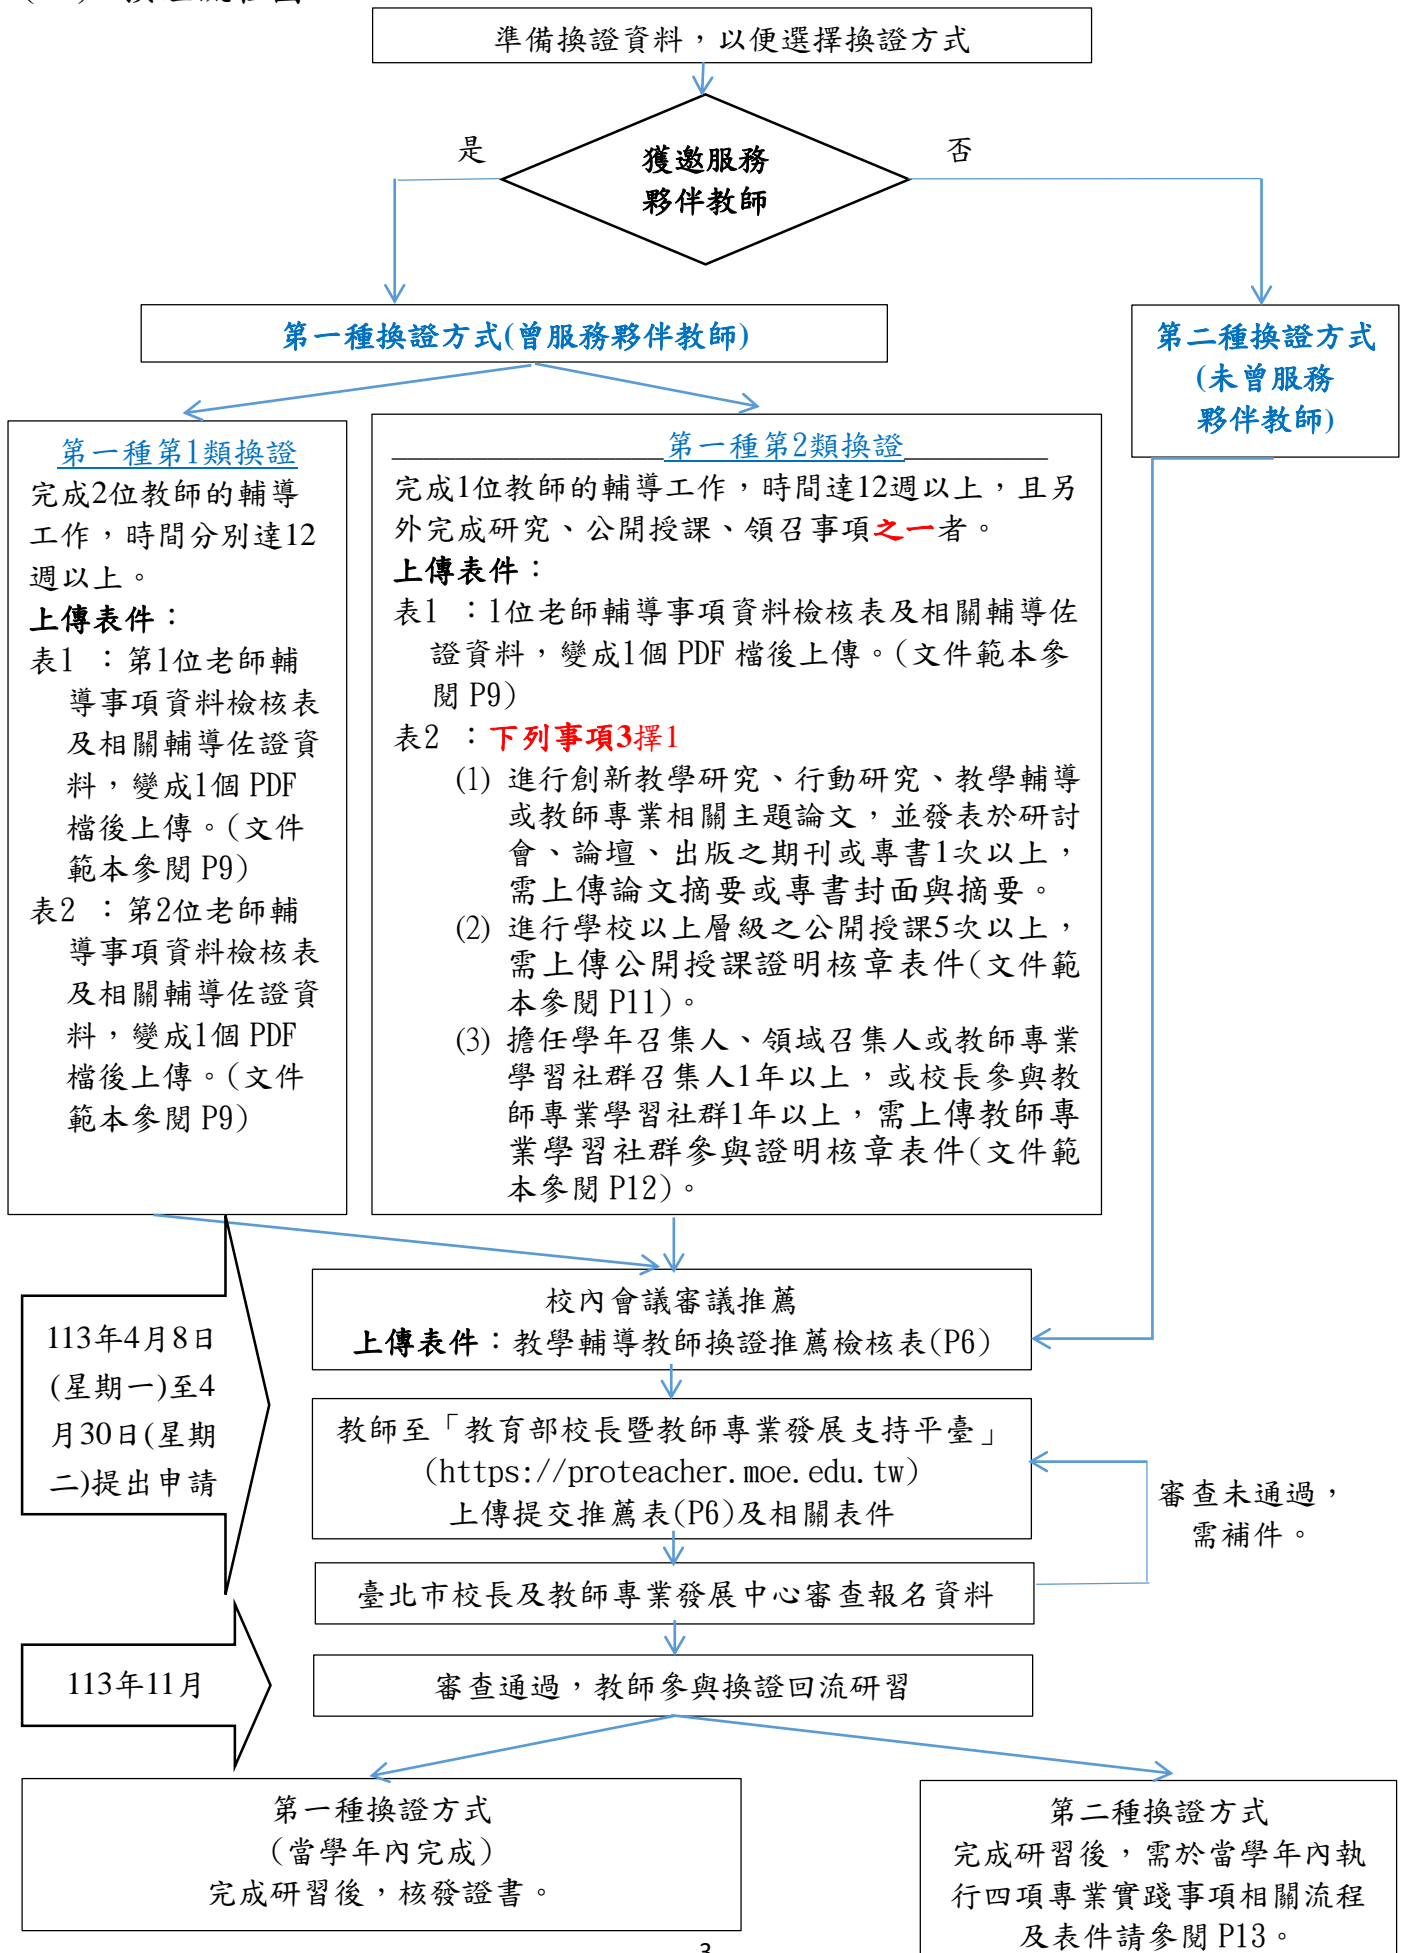 準備換證資料，以便選擇換證方式
是
獲邀服務
夥伴教師
否
第一種換證方式(曾服務夥伴教師)
第二種換證方式
(未曾服務
夥伴教師)
第一種第1類換證
完成2位教師的輔導
工作，時間分別達12
週以上。
上傳表件：
表1 ：第1位老師輔
導事項資料檢核表
及相關輔導佐證資
料，變成1個 PDF
檔後上傳。(文件
範本參閱 P9)
表2 ：第2位老師輔
導事項資料檢核表
及相關輔導佐證資
料，變成1個 PDF
檔後上傳。(文件
範本參閱 P9)
第一種第2類換證
完成1位教師的輔導工作，時間達12週以上，且另
外完成研究、公開授課、領召事項之一者。
上傳表件：
表1 ：1位老師輔導事項資料檢核表及相關輔導佐
證資料，變成1個 PDF 檔後上傳。(文件範本參
閱 P9)
表2 ：下列事項3擇1
(1) 進行創新教學研究、行動研究、教學輔導
或教師專業相關主題論文，並發表於研討
會、論壇、出版之期刊或專書1次以上，
需上傳論文摘要或專書封面與摘要。
(2) 進行學校以上層級之公開授課5次以上，
需上傳公開授課證明核章表件(文件範
本參閱 P11)。
(3) 擔任學年召集人、領域召集人或教師專業
學習社群召集人1年以上，或校長參與教
師專業學習社群1年以上，需上傳教師專
業學習社群參與證明核章表件(文件範
本參閱 P12)。
校內會議審議推薦
上傳表件：教學輔導教師換證推薦檢核表(P6)
113年4月8日
(星期一)至4
月30日(星期
二)提出申請
教師至「教育部校長暨教師專業發展支持平臺」
(https://proteacher.moe.edu.tw)
上傳提交推薦表(P6)及相關表件
審查未通過，
需補件。
臺北市校長及教師專業發展中心審查報名資料
113年11月
審查通過，教師參與換證回流研習
第一種換證方式
(當學年內完成)
完成研習後，核發證書。
第二種換證方式
完成研習後，需於當學年內執
行四項專業實踐事項相關流程
及表件請參閱 P13。